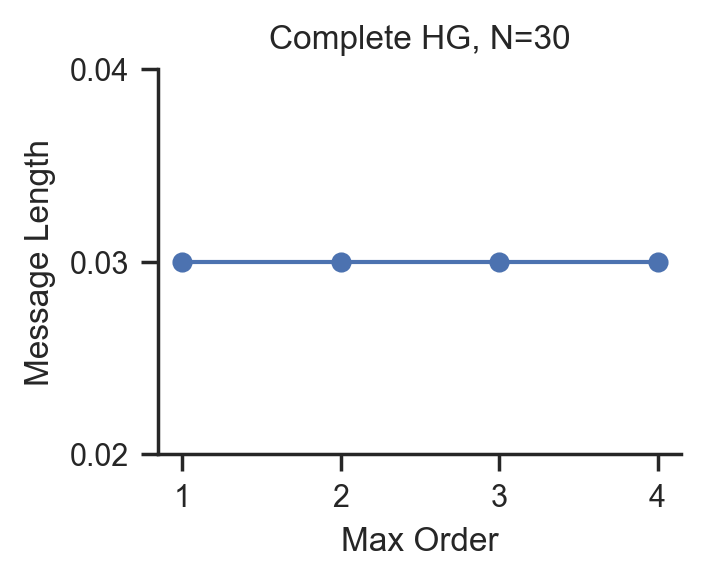 Complete HG, N=30
0.04
0.03
0.02
Message Length
1 2 3 4
Max Order